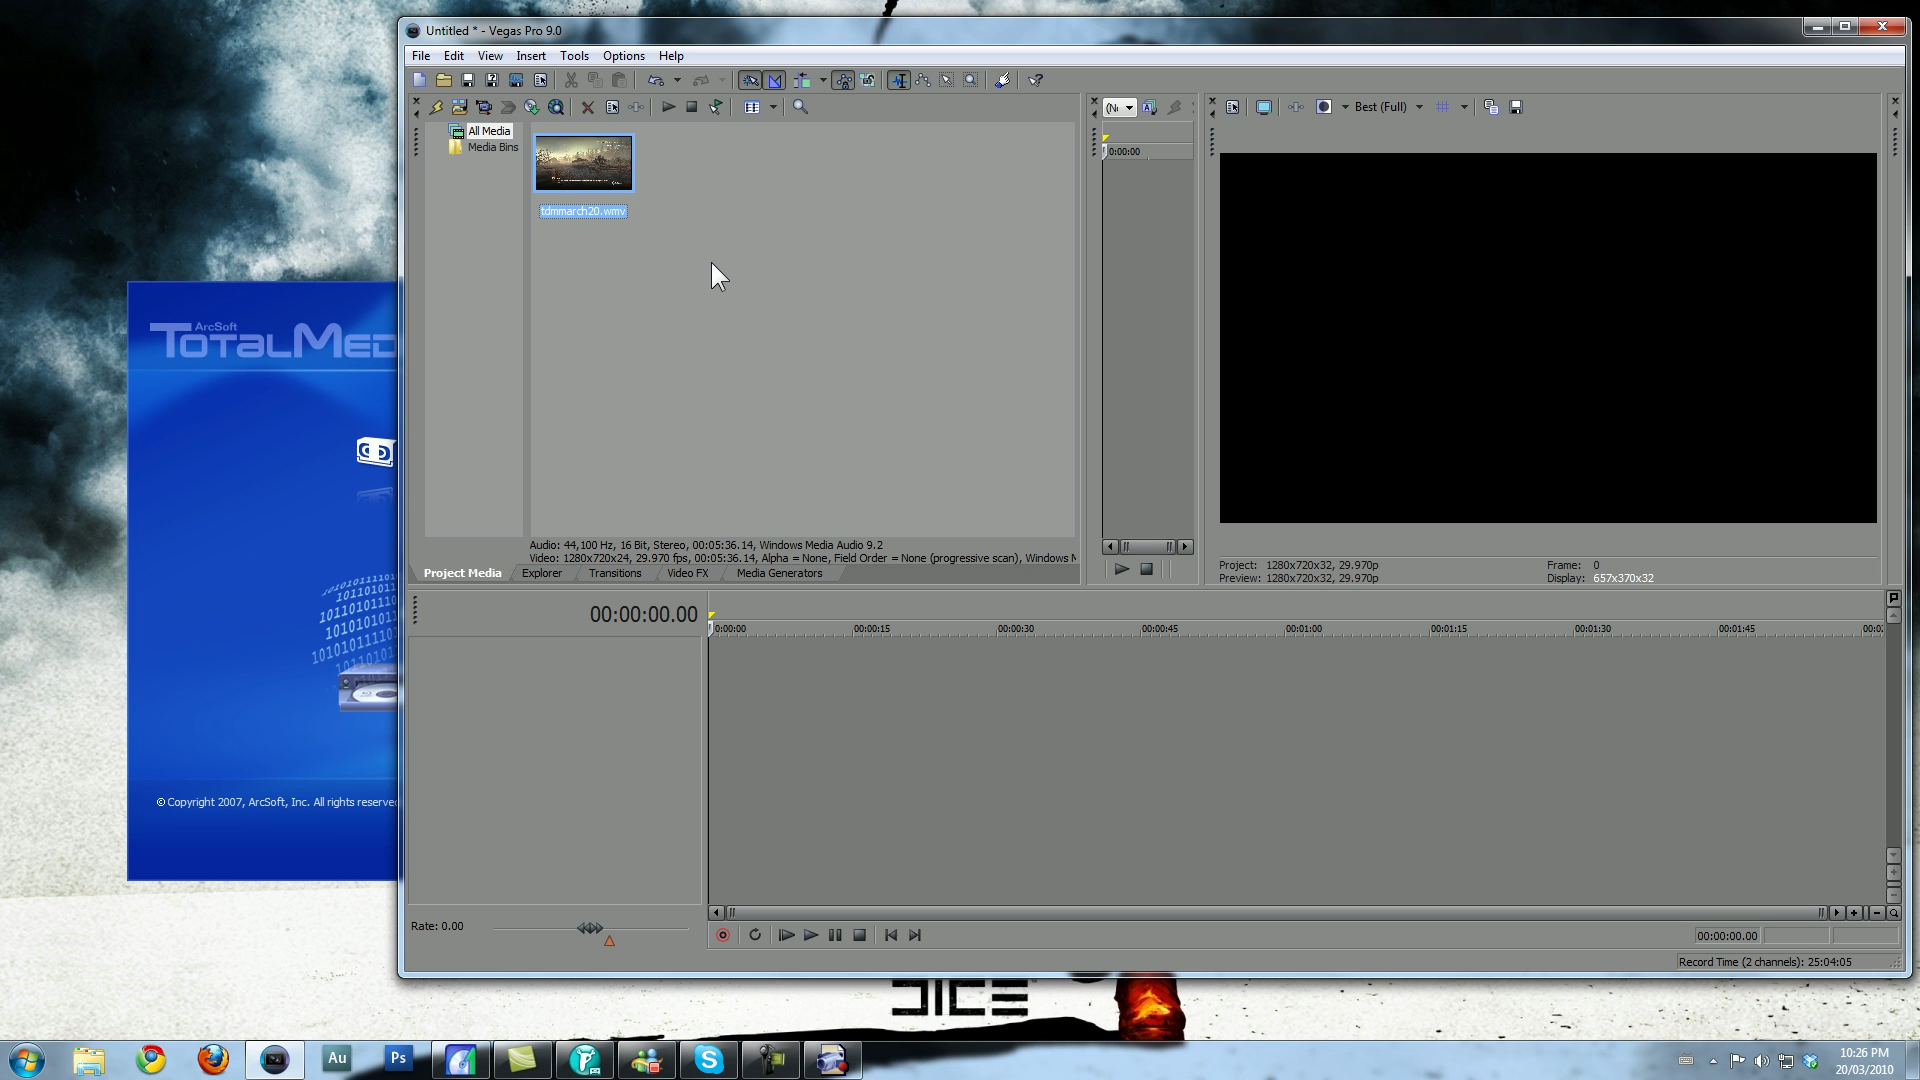 Untitled * - Vegas Pro 9.0
File Edit View Insert Tools Options Help
Best (Full)
All Media
Media Bins
0:00:00
tdmmarch20.wmv
ArcSoft
TOTALMED
Audio: 44,100 Hz, 16 Bit, Stereo, 00:05:36.14, Windows Media Audio 9.2
Video: 1280x720x24, 29.970 fps, 00:05:36.14, Alpha = None, Field Order = None (progressive scan), Windows M
Project Media Explorer Transitions Video FX Media Generators
Project: 1280x720x32, 29.970p
Frame: 0
Preview: 1280x720x32, 29.970p
Display: 657x370x32
00:00:00.00
0:00:00 00:00:15 00:00:30 00:00:45 00:01:00 00:01:15 00:01:30 00:01:45
© Copyright 2007, ArcSoft, Inc. All rights reserved
Rate: 0.00
00:00:00.00
Record Time (2 channels): 25:04:05
DICE
Au
Ps
10:26 PM
20/03/2010